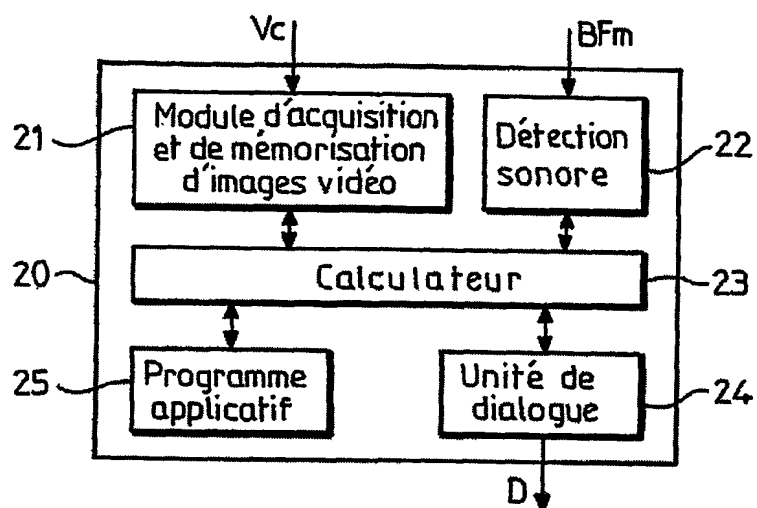 Vc
BFm
21
Module d'acquisition
et de mémorisation
d'images vidéo
Détection
sonore
22
20
Calculateur
23
25
Programme
applicatif
Unité de
dialogue
24
D